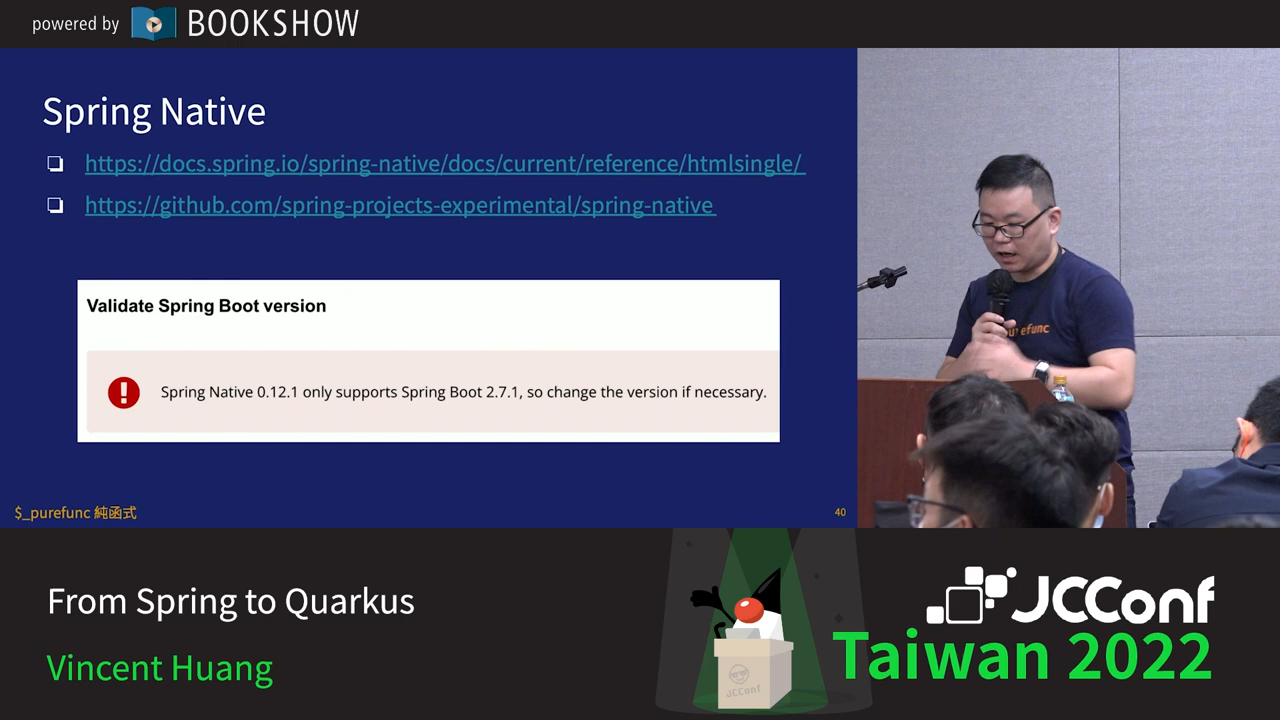 powered by BOOKSHOW
Spring Native
https://docs.spring.io/spring-native/docs/current/reference/htmlsingle/
https://github.com/spring-projects-experimental/spring-native
Validate Spring Boot version
Spring Native 0.12.1 only supports Spring Boot 2.7.1, so change the version if necessary.
$_purefunc 純函式
40
efunc
From Spring to Quarkus
Vincent Huang
JCConf
JCConf
Taiwan 2022